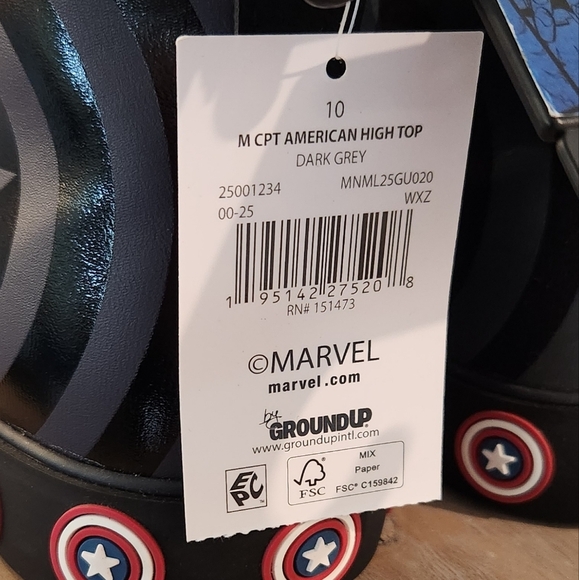 10
M CPT AMERICAN HIGH TOP
DARK GREY
25001234 MNML25GU020
00-25 WXZ
1 95142 27520 8
RN# 151473
©MARVEL
marvel.com
by
GROUNDUP®
www.groundupintl.com
EPC™
FSC®
MIX
Paper
FSC® C159842